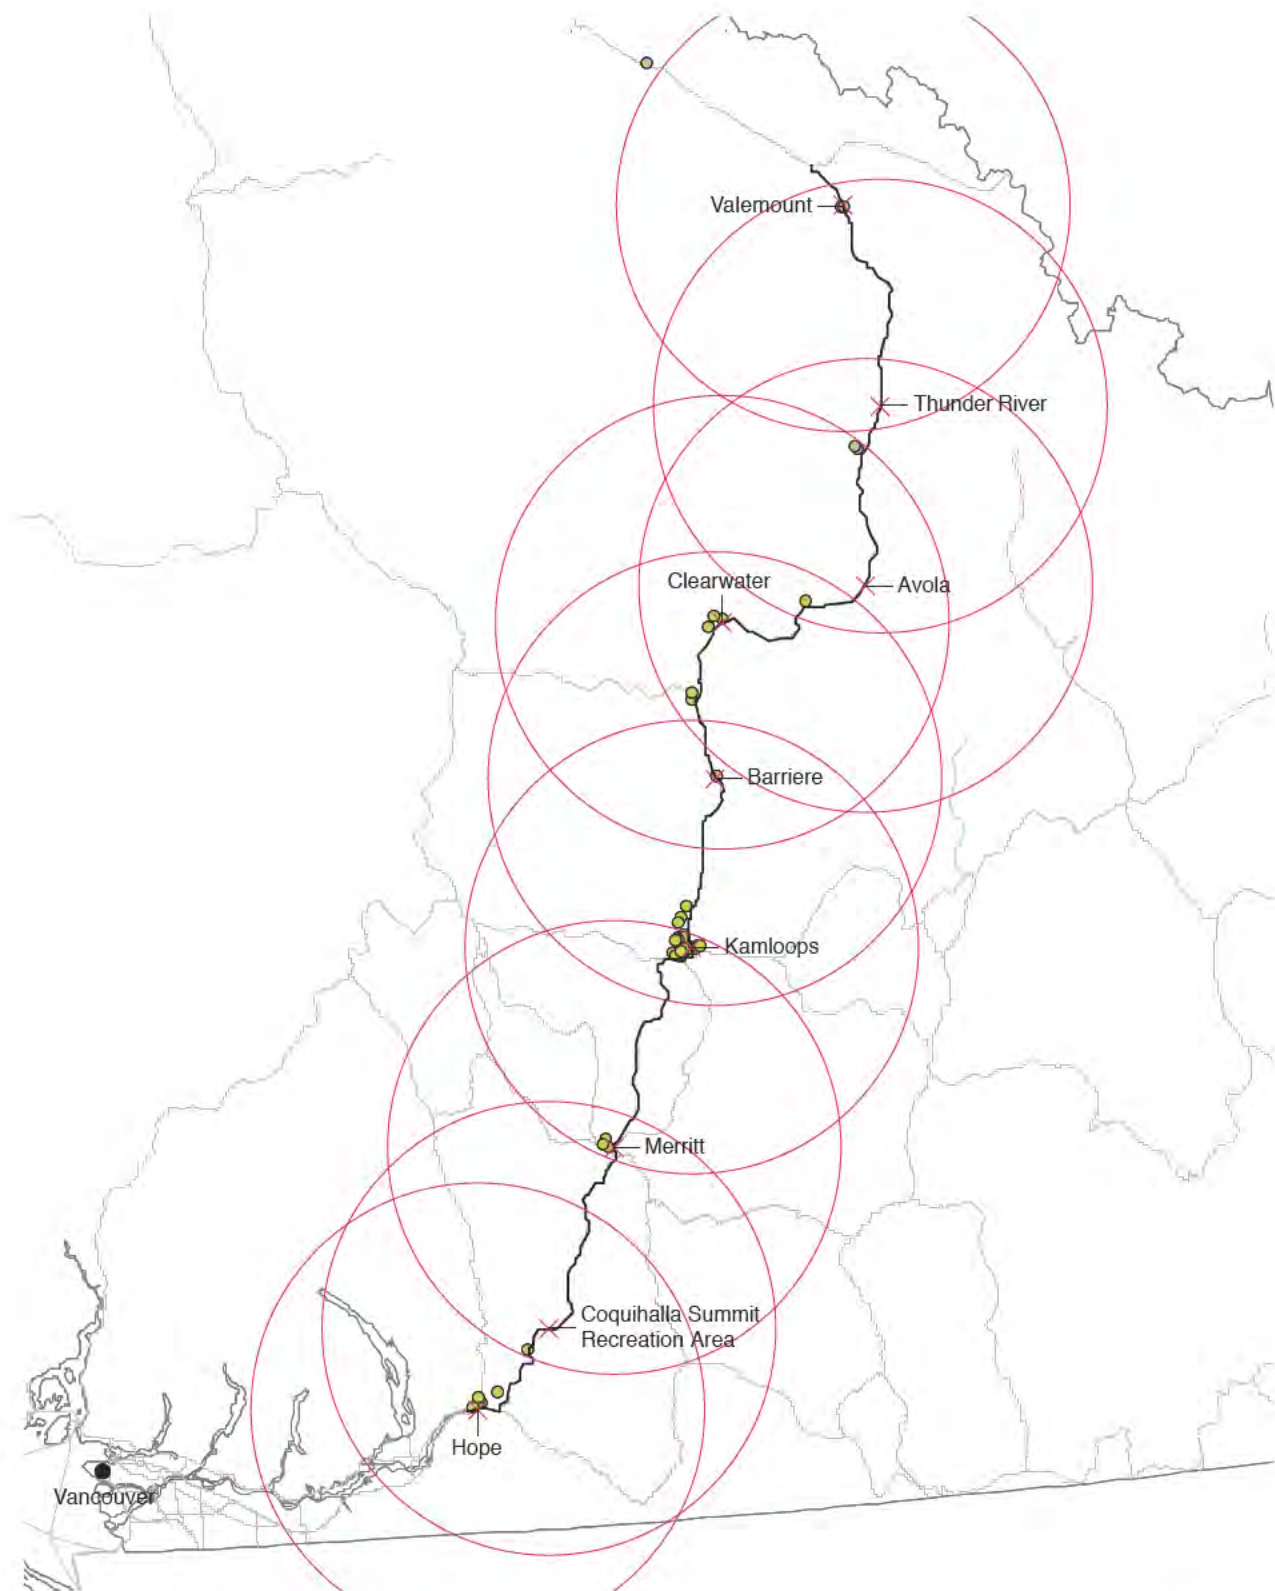 Valemount
Thunder River
Clearwater
Avola
Barriere
Kamloops
Merritt
Coquihalla Summit
Recreation Area
Hope
Vancouver